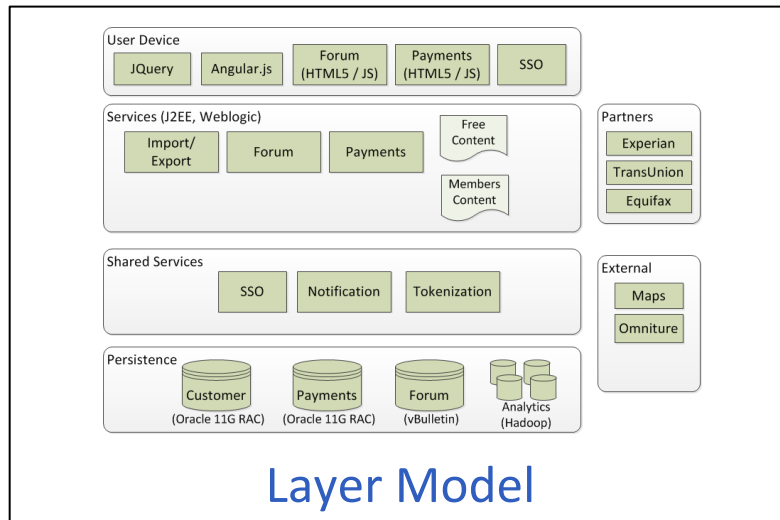 User Device
JQuery
Angular.js
Forum
(HTML5 / JS)
Payments
(HTML5 / JS)
SSO
Services (J2EE, Weblogic)
Import/
Export
Forum
Payments
Free
Content
Members
Content
Partners
Experian
TransUnion
Equifax
Shared Services
SSO
Notification
Tokenization
External
Maps
Omniture
Persistence
Customer
(Oracle 11G RAC)
Payments
(Oracle 11G RAC)
Forum
(vBulletin)
Analytics
(Hadoop)
Layer Model